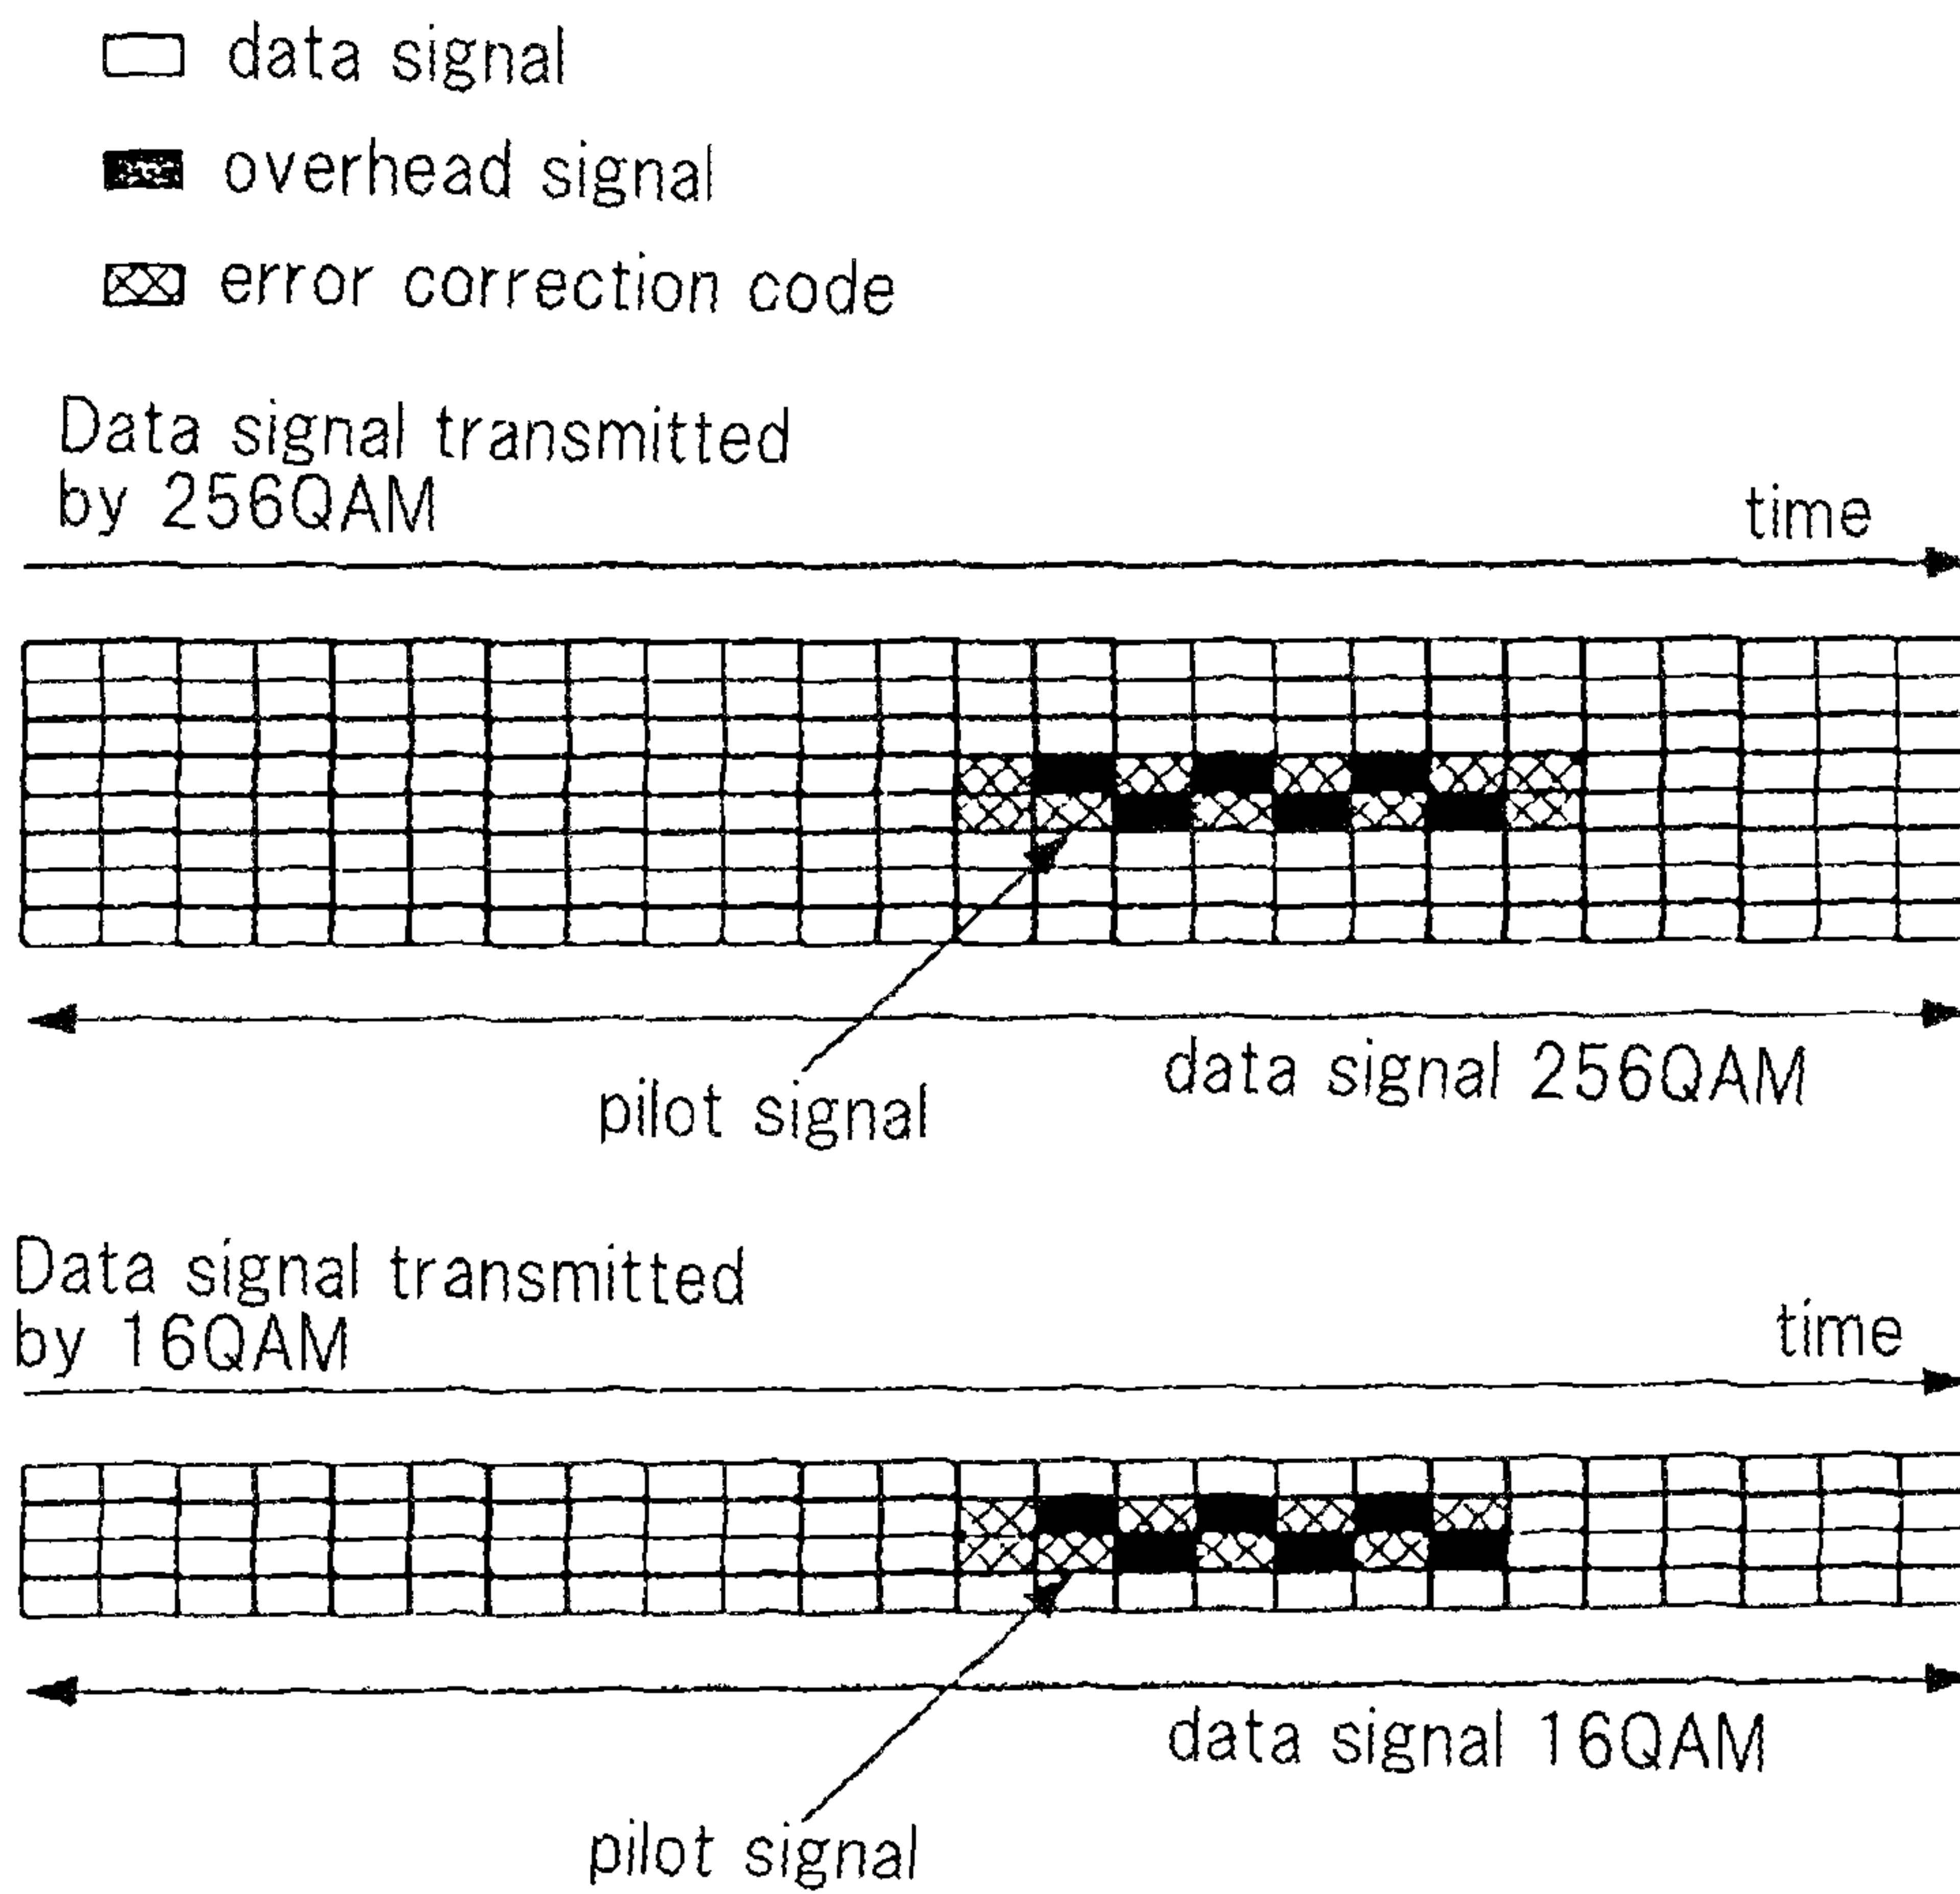 data signal
overhead signal
error correction code
Data signal transmitted
by 256QAM
time
pilot signal
data signal 256QAM
Data signal transmitted
by 16QAM
time
data signal 16QAM
pilot signal